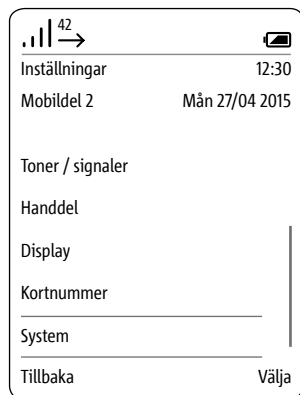 42
Inställningar 12:30
Mobildel 2 Mån 27/04 2015
Toner / signaler
Handdel
Display
Kortnummer
System
Tillbaka Välja